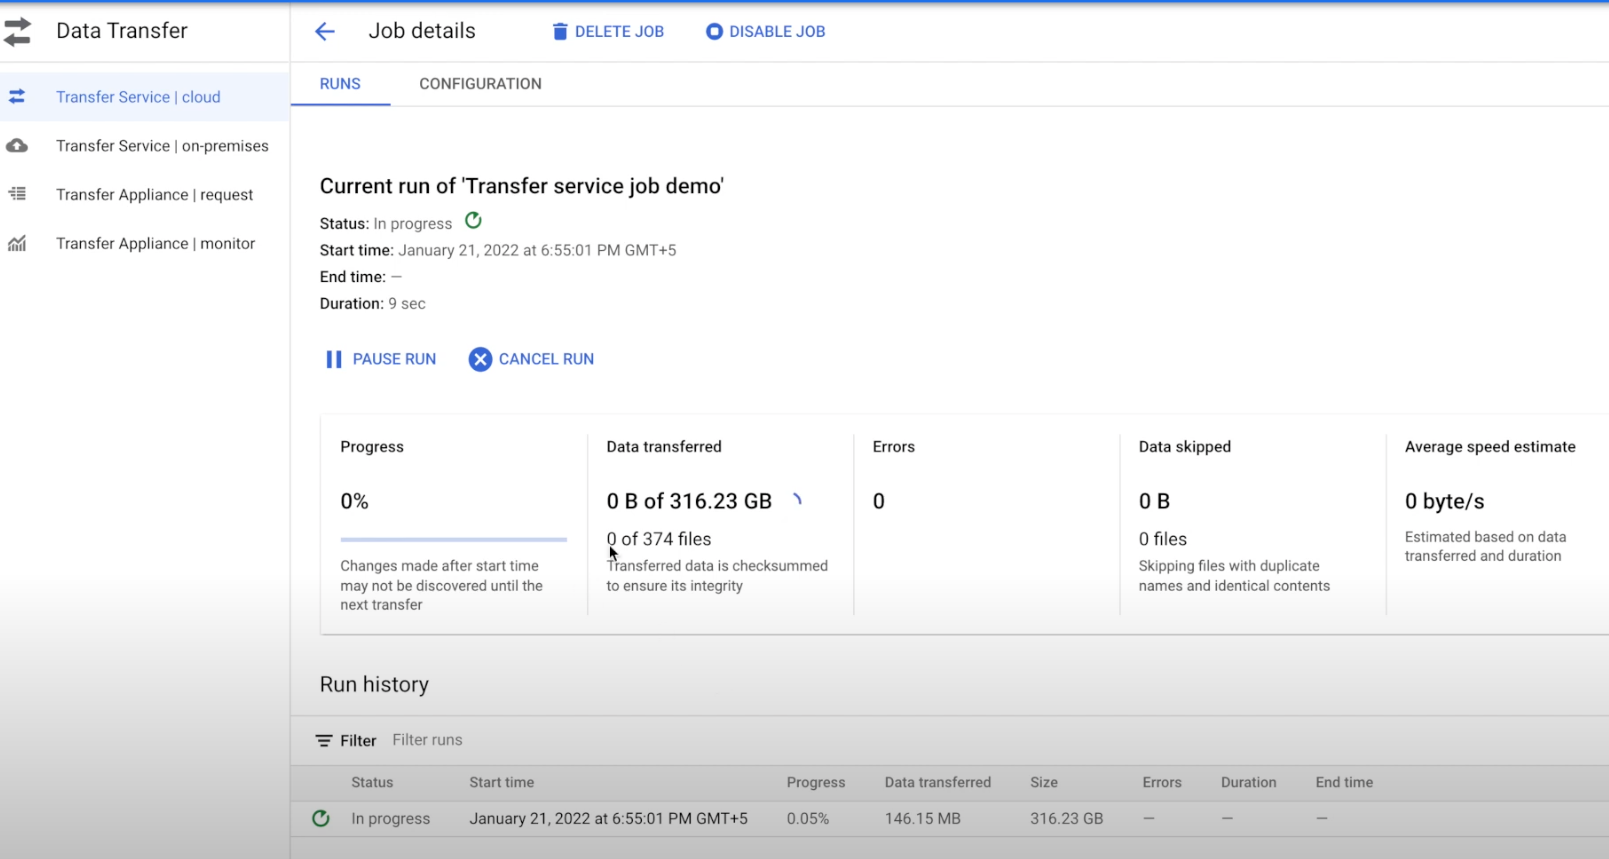 Data Transfer
Job details
DELETE JOB
DISABLE JOB
Transfer Service | cloud
Transfer Service | on-premises
Transfer Appliance | request
Transfer Appliance | monitor
RUNS
CONFIGURATION
Current run of 'Transfer service job demo'
Status: In progress
Start time: January 21, 2022 at 6:55:01 PM GMT+5
End time: —
Duration: 9 sec
PAUSE RUN
CANCEL RUN
Progress
0%
Changes made after start time
may not be discovered until the
next transfer
Data transferred
0 B of 316.23 GB
0 of 374 files
Transferred data is checksummed
to ensure its integrity
Errors
0
Data skipped
0 B
0 files
Skipping files with duplicate
names and identical contents
Average speed estimate
0 byte/s
Estimated based on data
transferred and duration
Run history
Filter Filter runs
Status Start time Progress Data transferred Size Errors Duration End time
In progress January 21, 2022 at 6:55:01 PM GMT+5 0.05% 146.15 MB 316.23 GB — — —